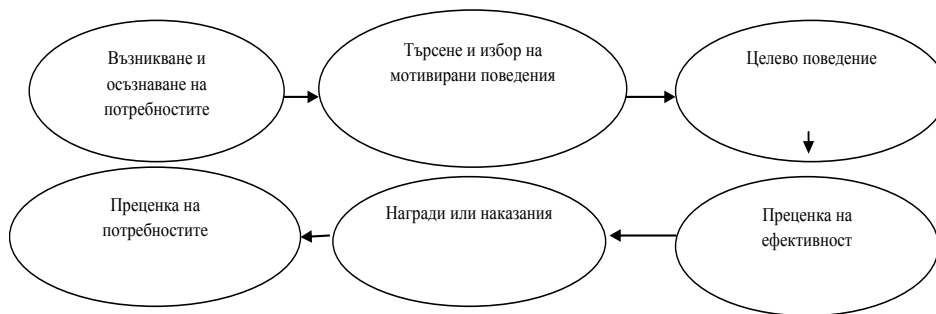 Възникване и
осъзнаване на
потребностите
Търсене и избор на
мотивирани поведения
Целево поведение
Преценка на
потребностите
Награди или наказания
Преценка на
ефективност